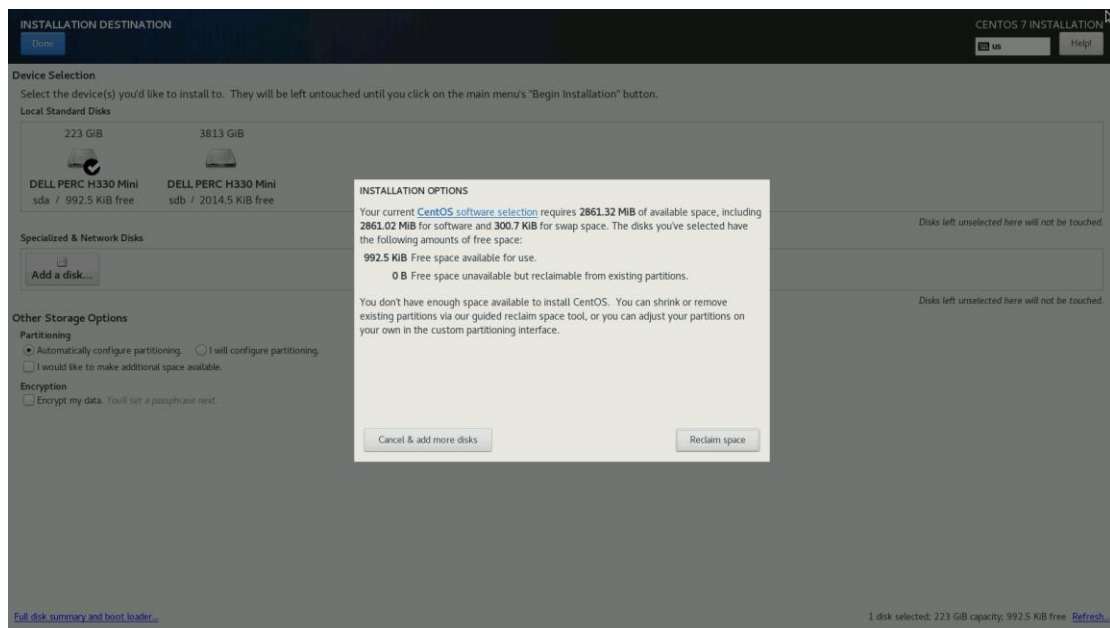 INSTALLATION DESTINATION
CENTOS 7 INSTALLATION
Done
us
Help!
Device Selection
Select the device(s) you'd like to install to. They will be left untouched until you click on the main menu's "Begin Installation" button.
Local Standard Disks
223 GiB
3813 GiB
DELL PERC H330 Mini
DELL PERC H330 Mini
sda / 992.5 KiB free
sdb / 2014.5 KiB free
Disks left unselected here will not be touched.
Specialized & Network Disks
Add a disk...
Disks left unselected here will not be touched.
Other Storage Options
Partitioning
Automatically configure partitioning. I will configure partitioning.
I would like to make additional space available.
Encryption
Encrypt my data. You'll set a passphrase next.
INSTALLATION OPTIONS
Your current CentOS software selection requires 2861.32 MiB of available space, including
2861.02 MiB for software and 300.7 KiB for swap space. The disks you've selected have
the following amounts of free space:
992.5 KiB Free space available for use.
0 B Free space unavailable but reclaimable from existing partitions.
You don't have enough space available to install CentOS. You can shrink or remove
existing partitions via our guided reclaim space tool, or you can adjust your partitions on
your own in the custom partitioning interface.
Cancel & add more disks
Reclaim space
Full disk summary and boot loader...
1 disk selected; 223 GiB capacity; 992.5 KiB free Refresh...